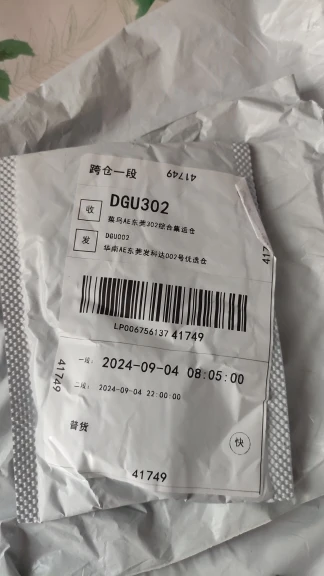 跨仓一段 41749
收 DGU302
菜鸟AE东莞302综合集运仓
发 DGU002
华南AE东莞发科达002号优选仓
417
LP00675613741749
一段: 2024-09-04 08:05:00
二段: 2024-09-04 22:00:00
41749
普货
快
41749